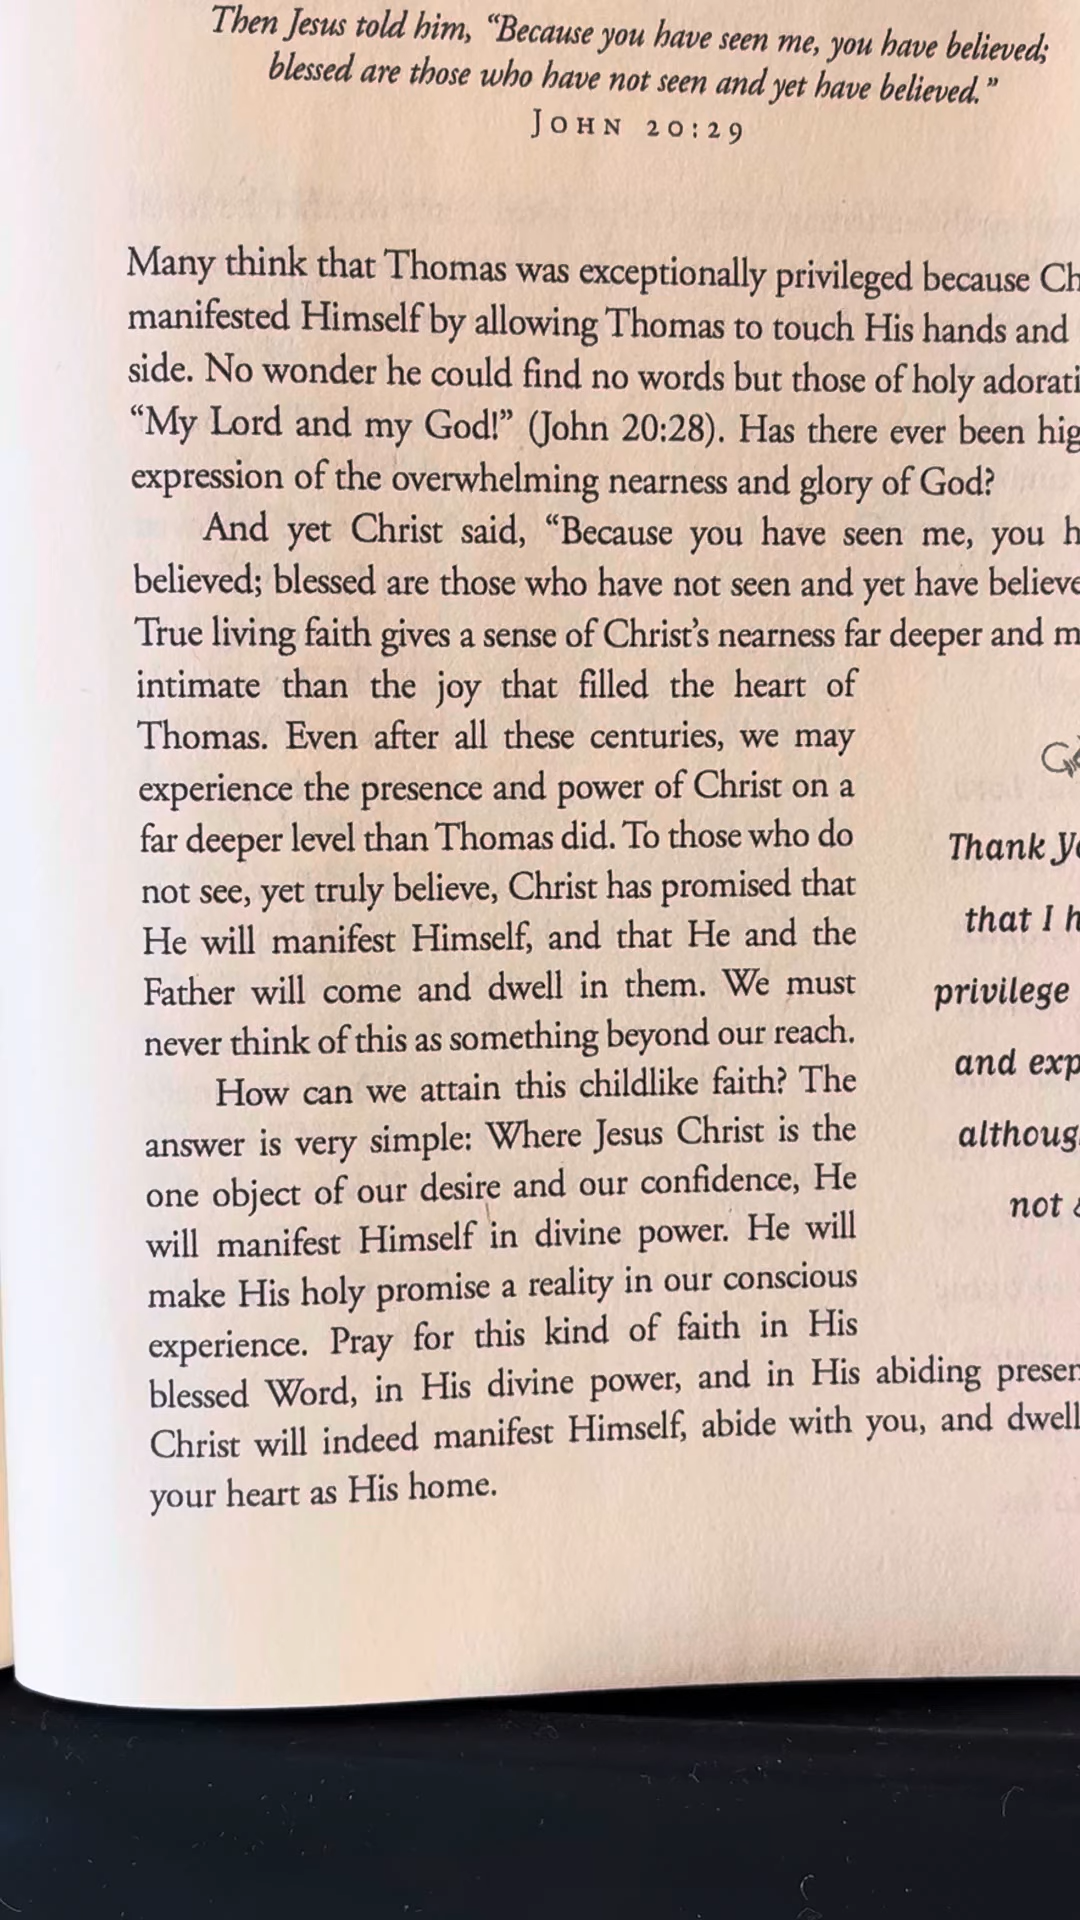 Then Jesus told him, “Because you have seen me, you have believed;
blessed are those who have not seen and yet have believed.”
JOHN 20:29
Many think that Thomas was exceptionally privileged because
manifested Himself by allowing Thomas to touch His hands and
side. No wonder he could find no words but those of holy
“My Lord and my God!” (John 20:28). Has there ever been
expression of the overwhelming nearness and glory of God?
And yet Christ said, “Because you have seen me, you
believed; blessed are those who have not seen and yet have
True living faith gives a sense of Christ’s nearness far deeper and
intimate than the joy that filled the heart of
Thomas. Even after all these centuries, we may
experience the presence and power of Christ on a
far deeper level than Thomas did. To those who do
not see, yet truly believe, Christ has promised that
He will manifest Himself, and that He and the
Father will come and dwell in them. We must
never think of this as something beyond our reach.
How can we attain this childlike faith? The
answer is very simple: Where Jesus Christ is the
one object of our desire and our confidence, He
will manifest Himself in divine power. He will
make His holy promise a reality in our conscious
experience. Pray for this kind of faith in His
blessed Word, in His divine power, and in His abiding
Christ will indeed manifest Himself, abide with you, and dwell
your heart as His home.
Thank
that I
privilege
and
not